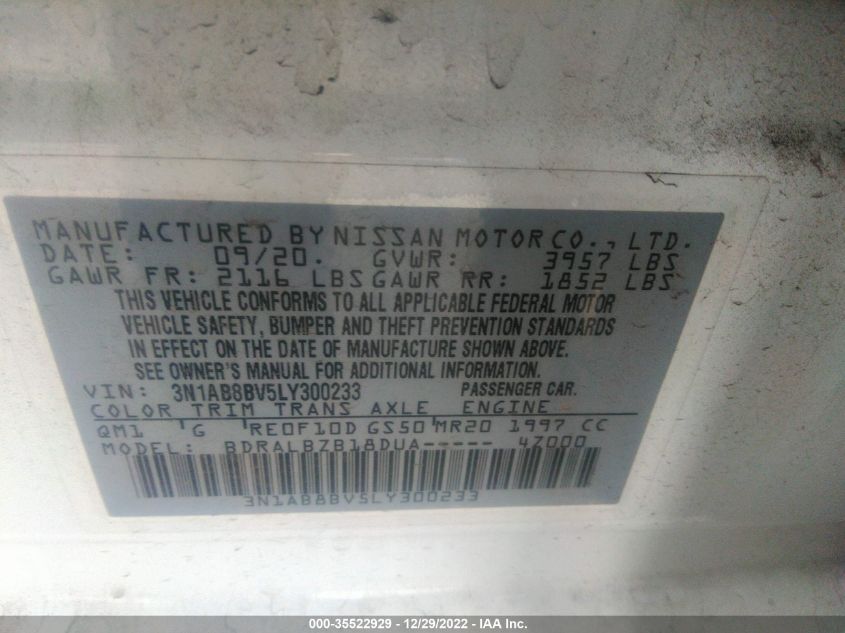 MANUFACTURED BY NISSAN MOTOR CO., LTD.
DATE: 09/20. GVWR: 3957 LBS
GAWR FR: 2116 LBS GAWR RR: 1852 LBS
THIS VEHICLE CONFORMS TO ALL APPLICABLE FEDERAL MOTOR
VEHICLE SAFETY, BUMPER AND THEFT PREVENTION STANDARDS
IN EFFECT ON THE DATE OF MANUFACTURE SHOWN ABOVE.
SEE OWNER'S MANUAL FOR ADDITIONAL INFORMATION.
VIN: 3N1AB8BV5LY300233 PASSENGER CAR.
COLOR TRIM TRANS AXLE ENGINE
QM1 'G 'RE0F10D GS50'MR20 1997 CC
MODEL: BDRALBZB18DUA----- 4Z000
3N1AB8BV5LY300233
000-35522929 - 12/29/2022 - IAA Inc.